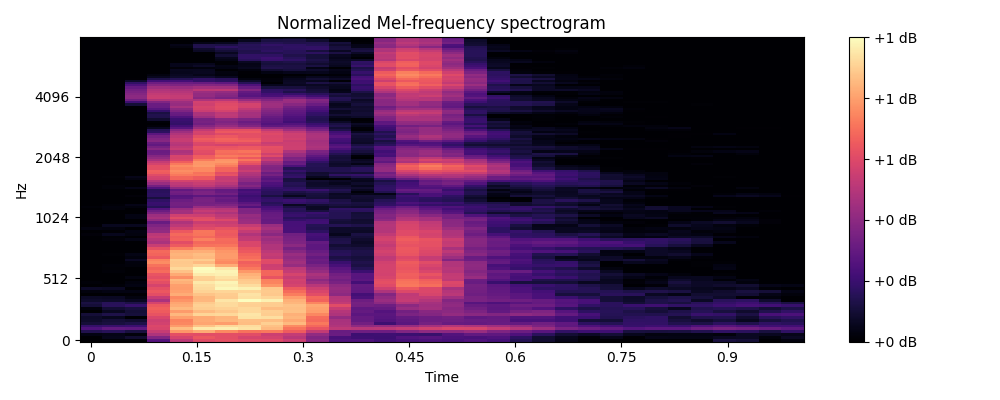 Normalized Mel-frequency spectrogram
+1 dB
4096
+1 dB
2048
+1 dB
Hz
1024
+0 dB
512
+0 dB
0
+0 dB
0 0.15 0.3 0.45 0.6 0.75 0.9
Time